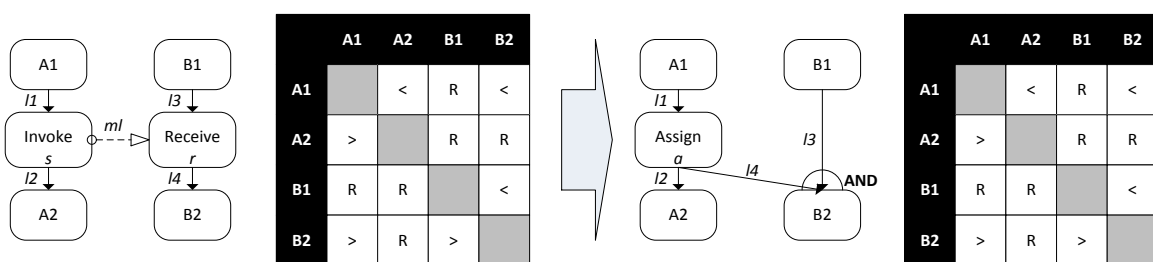 A1
B1
l1
l3
Invoke
s
ml
Receive
r
l2
l4
A2
B2
A1 A2 B1 B2
A1 < R <
A2 > R R
B1 R R <
B2 > R >
A1
B1
l1
Assign
a
l3
l2
l4
AND
A2
B2
A1 A2 B1 B2
A1 < R <
A2 > R R
B1 R R <
B2 > R >